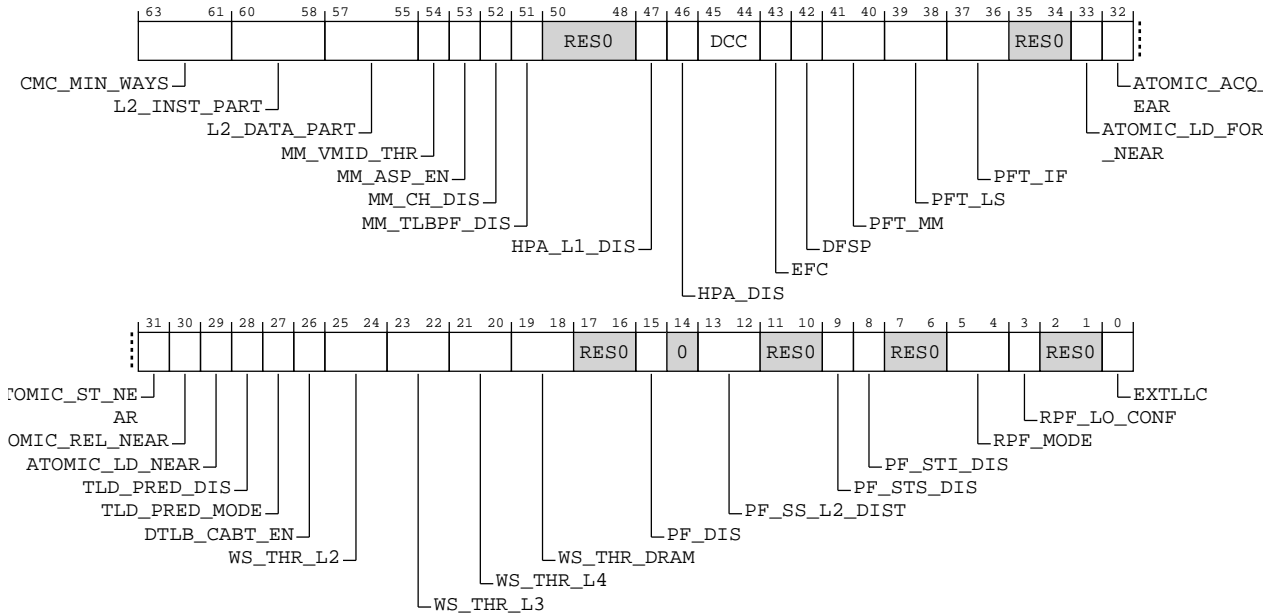 63 61 60 58 57 55 54 53 52 51 50 48 47 46 45 44 43 42 41 40 39 38 37 36 35 34 33 32
RES0 DCC RES0
CMC_MIN_WAYS
ATOMIC_ACQ_
EAR
L2_INST_PART
L2_DATA_PART
ATOMIC_LD_FOR
_NEAR
MM_VMID_THR
MM_ASP_EN
PFT_IF
MM_CH_DIS
PFT_LS
MM_TLBPF_DIS
PFT_MM
HPA_L1_DIS
DFSP
EFC
HPA_DIS
31 30 29 28 27 26 25 24 23 22 21 20 19 18 17 16 15 14 13 12 11 10 9 8 7 6 5 4 3 2 1 0
RES0 0 RES0 RES0 RES0
TOMIC_ST_NE
AR
EXTLLC
RPF_LO_CONF
OMIC_REL_NEAR
RPF_MODE
ATOMIC_LD_NEAR
PF_STI_DIS
TLD_PRED_DIS
PF_STS_DIS
TLD_PRED_MODE
PF_SS_L2_DIST
DTLB_CABT_EN
PF_DIS
WS_THR_L2
WS_THR_DRAM
WS_THR_L4
WS_THR_L3